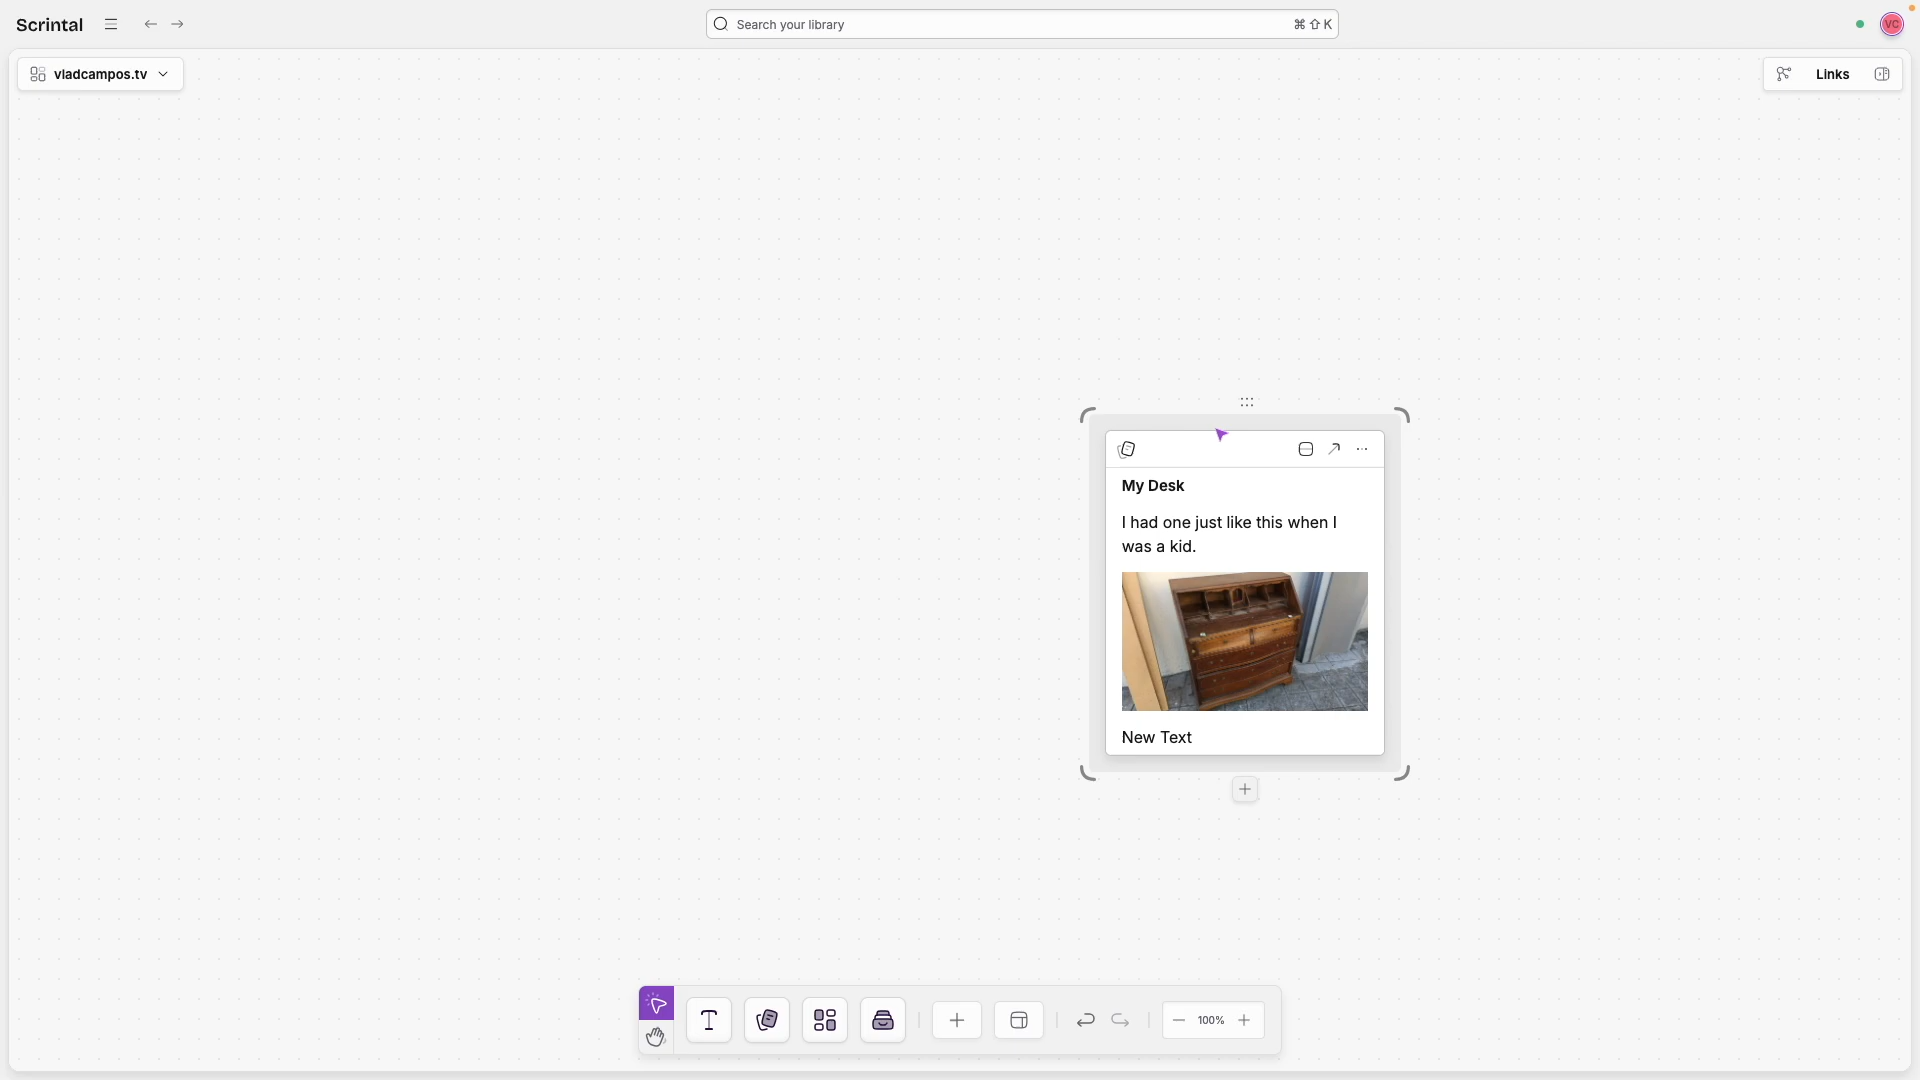 Scrintal
Search your library
⌘ ⇧ K
VC
vladcampos.tv
Links
My Desk
I had one just like this when I
was a kid.
New Text
T
100%